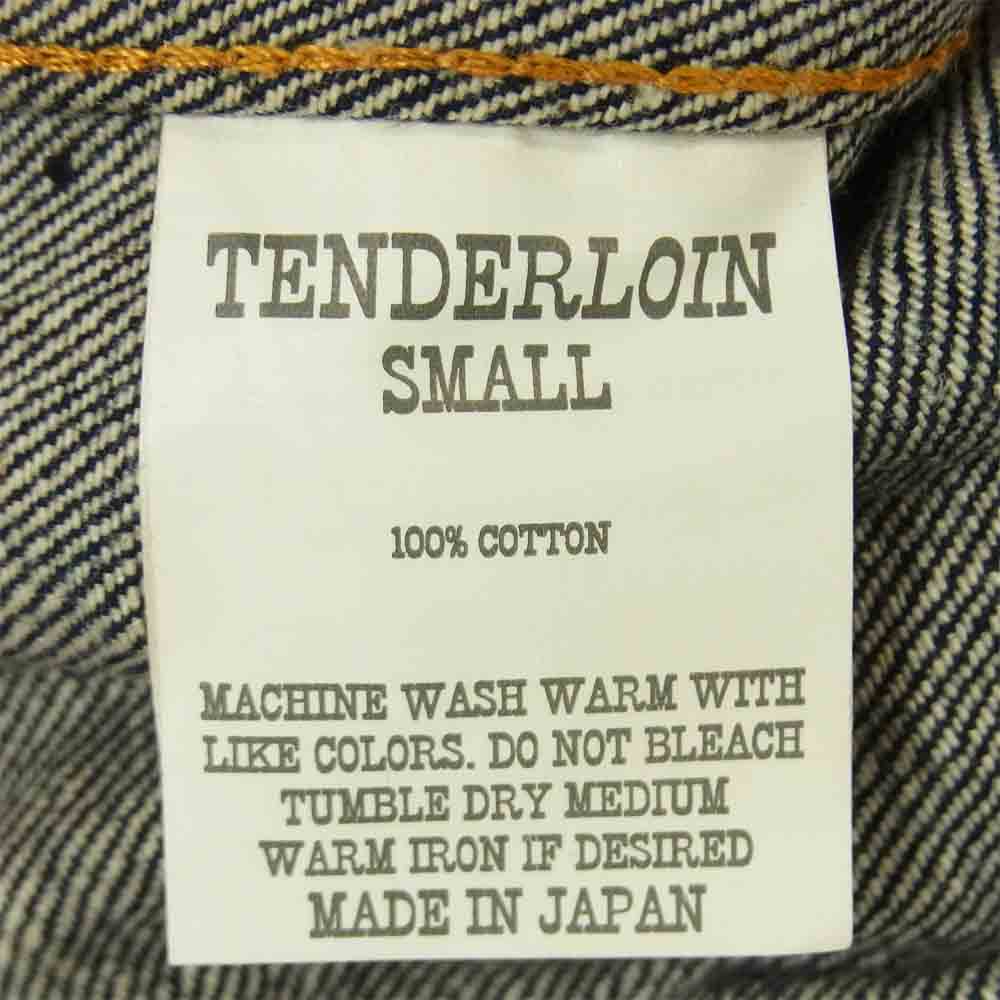 TENDERLOIN
SMALL
100% COTTON
MACHINE WASH WARM WITH
LIKE COLORS. DO NOT BLEACH
TUMBLE DRY MEDIUM
WARM IRON IF DESIRED
MADE IN JAPAN